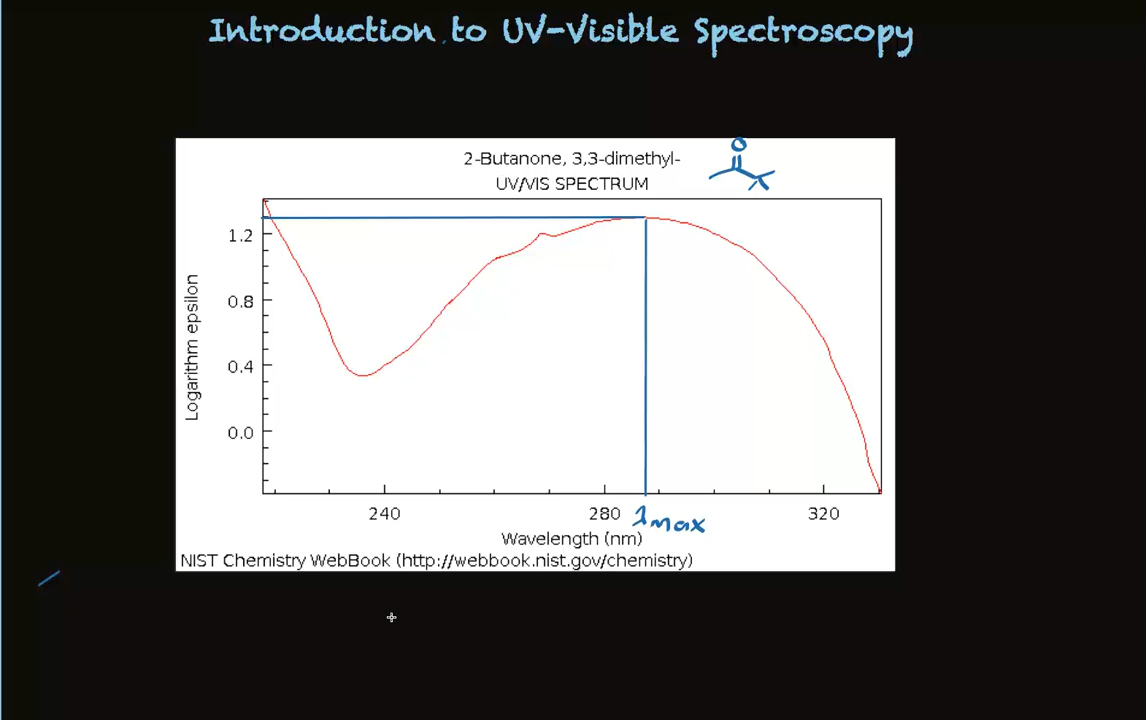 Introduction to UV-Visible Spectroscopy
2-Butanone, 3,3-dimethyl-
UV/VIS SPECTRUM
O
1.2
0.8
0.4
0.0
Logarithm epsilon
240
280
320
λmax
Wavelength (nm)
NIST Chemistry WebBook (http://webbook.nist.gov/chemistry)